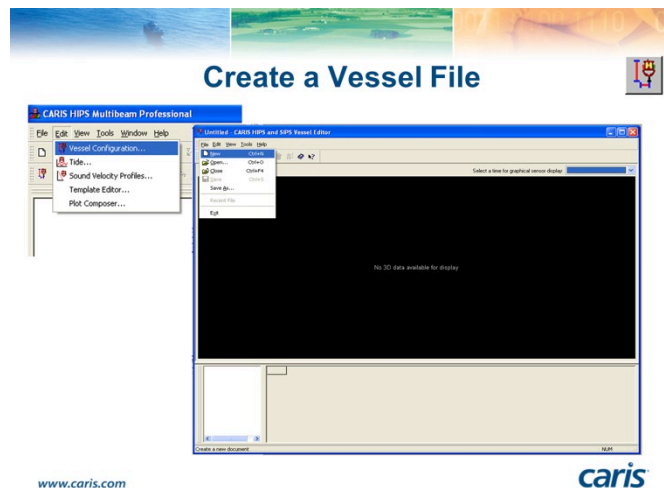 Create a Vessel File
CARIS HIPS Multibeam Professional
File Edit View Tools Window Help
Vessel Configuration...
Tide...
Sound Velocity Profiles...
Template Editor...
Plot Composer...
Untitled - CARIS HIPS and SIPS Vessel Editor
File Edit View Tools Help
New Ctrl+N
Open... Ctrl+O
Close Ctrl+F4
Save Ctrl+S
Save As...
Recent File
Exit
Select a time for graphical sensor display:
No 3D data available for display
Create a new document
NUM
www.caris.com
caris